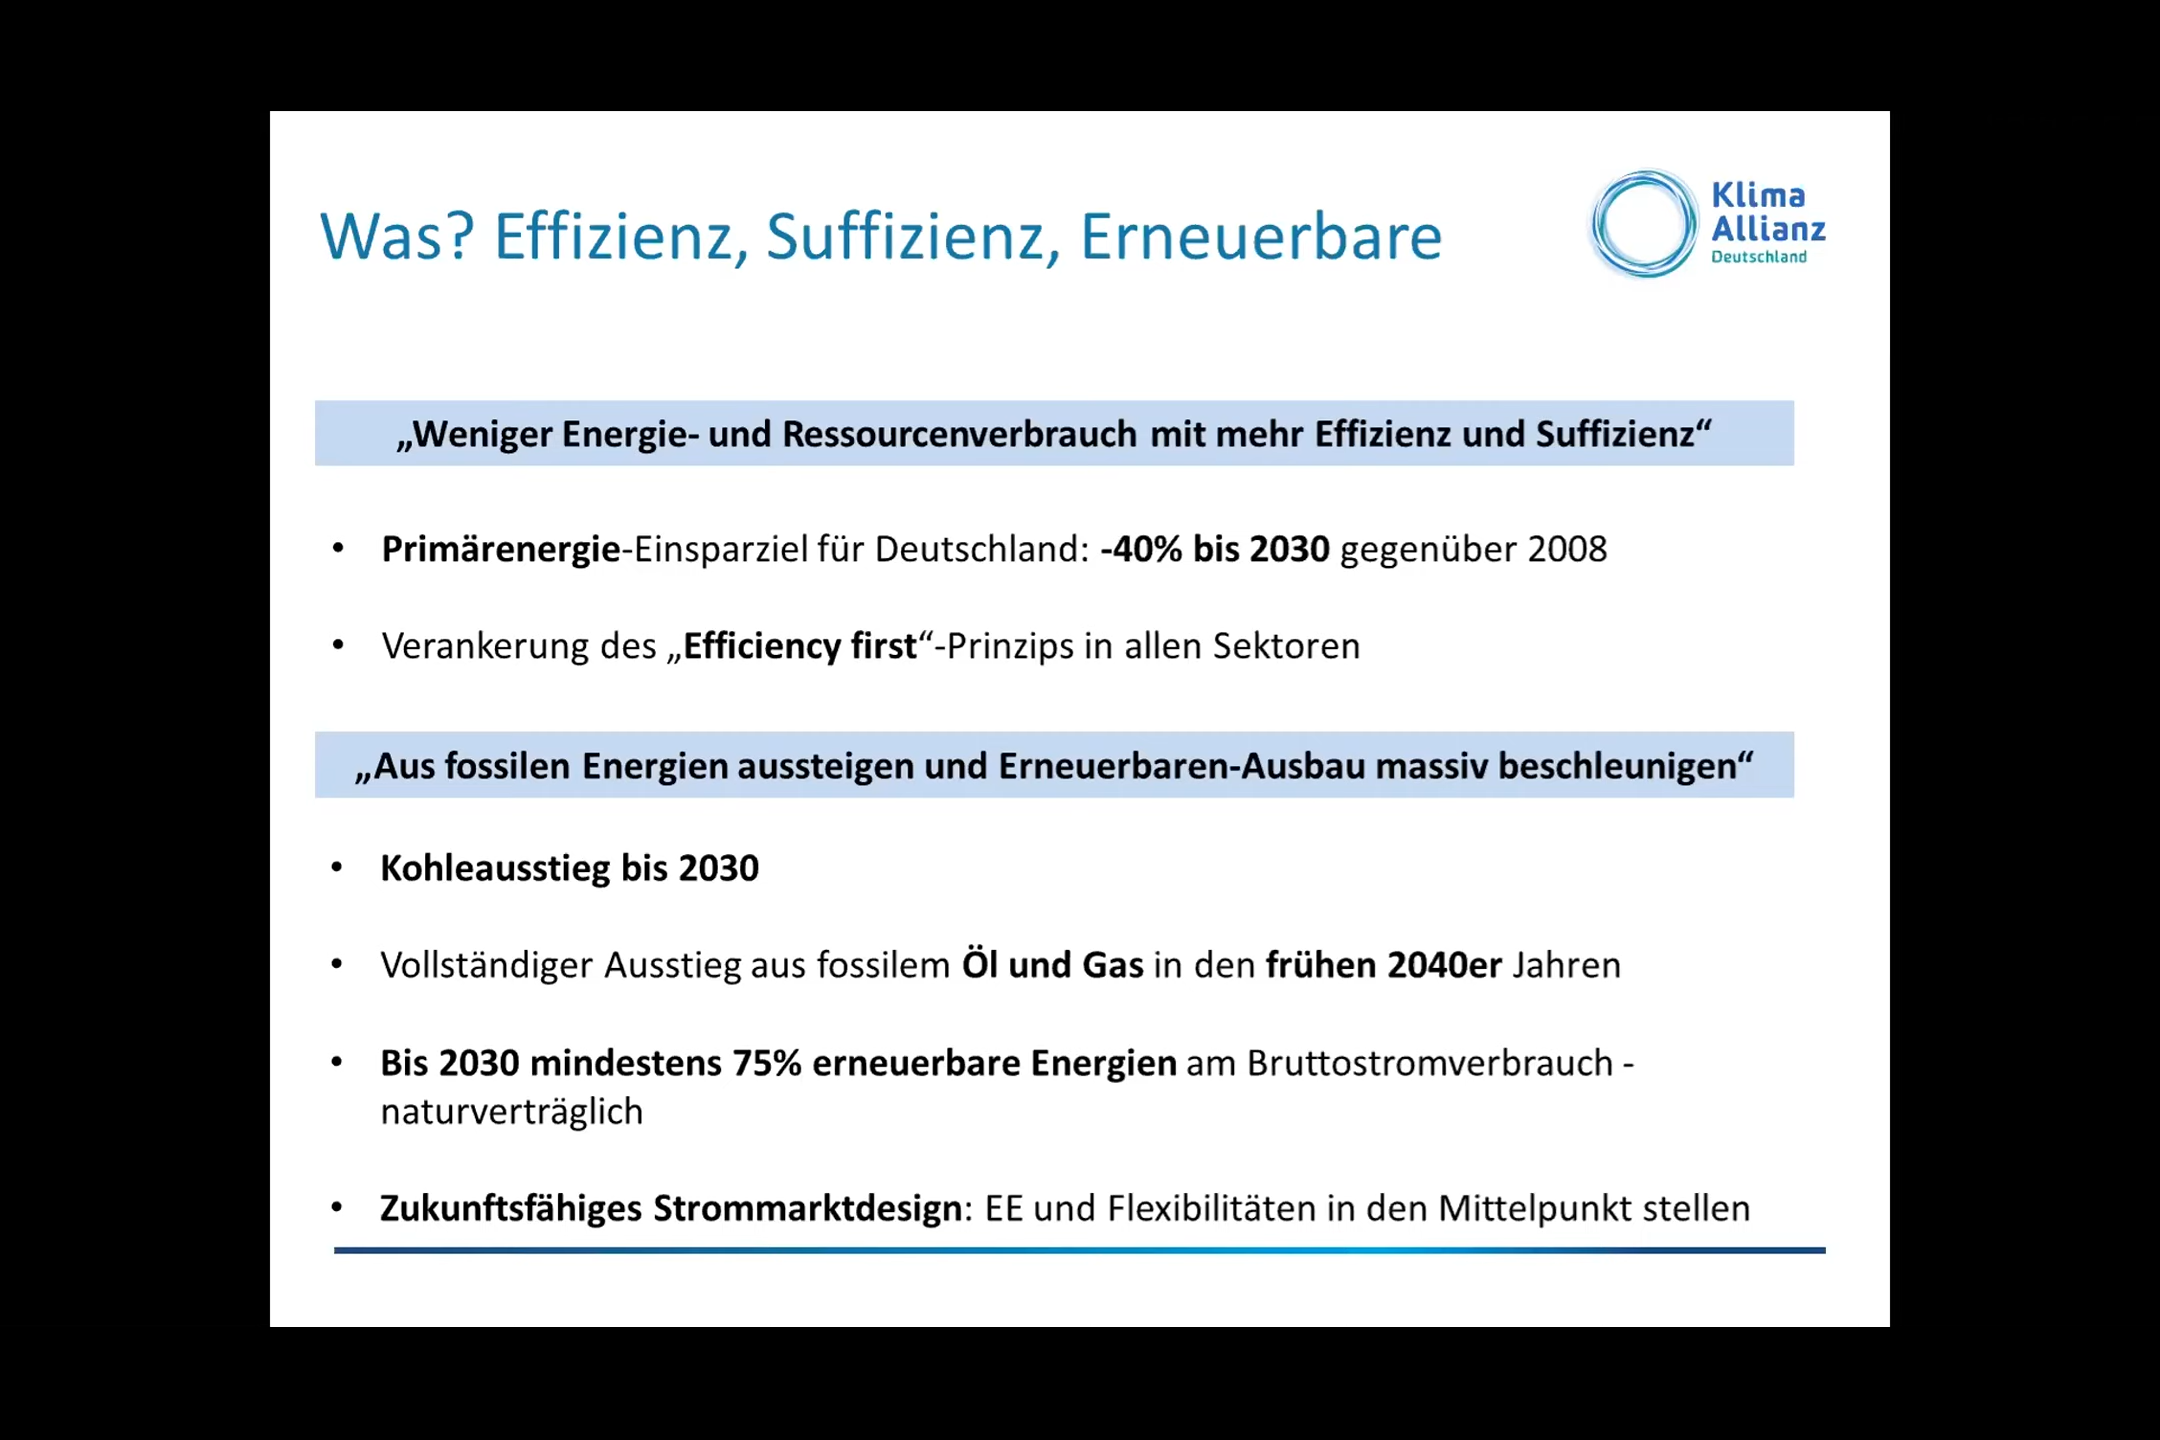 Was? Effizienz, Suffizienz, Erneuerbare
Klima
Allianz
Deutschland
„Weniger Energie- und Ressourcenverbrauch mit mehr Effizienz und Suffizienz“
• Primärenergie-Einsparziel für Deutschland: -40% bis 2030 gegenüber 2008
• Verankerung des „Efficiency first“-Prinzips in allen Sektoren
„Aus fossilen Energien aussteigen und Erneuerbaren-Ausbau massiv beschleunigen“
• Kohleausstieg bis 2030
• Vollständiger Ausstieg aus fossilem Öl und Gas in den frühen 2040er Jahren
• Bis 2030 mindestens 75% erneuerbare Energien am Bruttostromverbrauch -
naturverträglich
• Zukunftsfähiges Strommarktdesign: EE und Flexibilitäten in den Mittelpunkt stellen